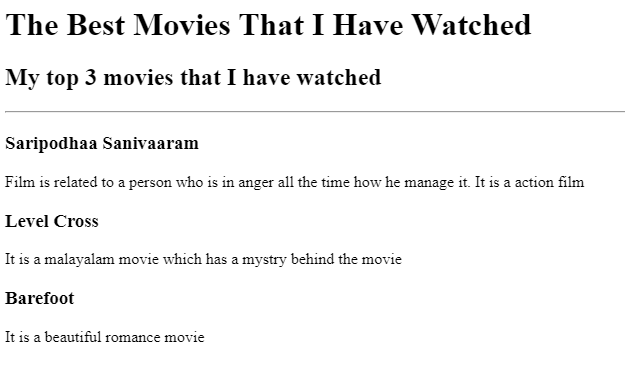 The Best Movies That I Have Watched
My top 3 movies that I have watched
Saripodhaa Sanivaaram
Film is related to a person who is in anger all the time how he manage it. It is a action film
Level Cross
It is a malayalam movie which has a mystry behind the movie
Barefoot
It is a beautiful romance movie